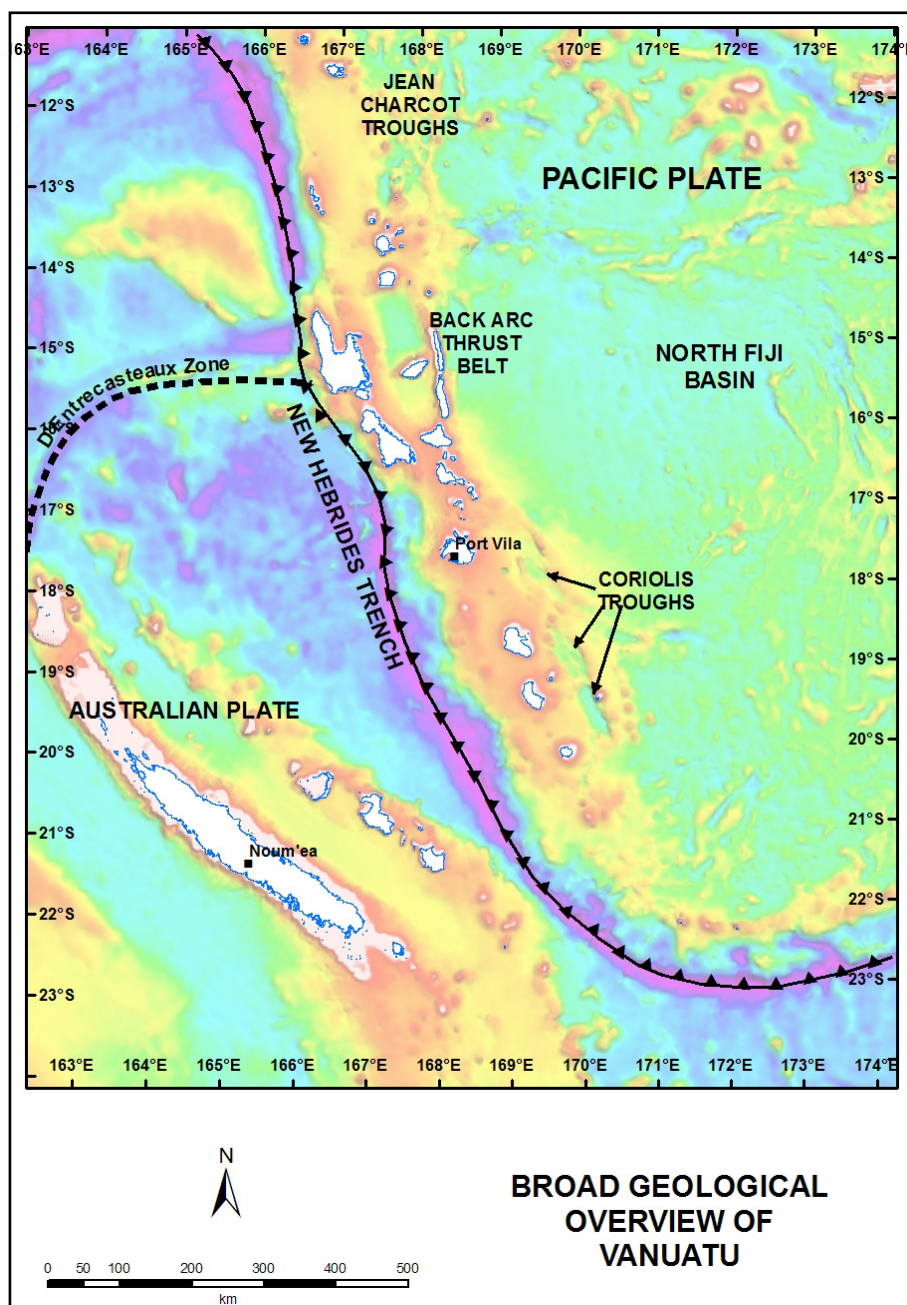 163°E 164°E 165°E 166°E 167°E 168°E 169°E 170°E 171°E 172°E 173°E 174°E
JEAN
CHARCOT
TROUGHS
12°S 12°S
PACIFIC PLATE
13°S 13°S
14°S 14°S
BACK ARC
THRUST
BELT
NORTH FIJI
BASIN
15°S 15°S
D'Entrecasteaux Zone
16°S 16°S
NEW HEBRIDES TRENCH
17°S 17°S
Port Vila
CORIOLIS
TROUGHS
18°S 18°S
19°S 19°S
AUSTRALIAN PLATE
20°S 20°S
21°S 21°S
Noum'ea
22°S 22°S
23°S 23°S
163°E 164°E 165°E 166°E 167°E 168°E 169°E 170°E 171°E 172°E 173°E 174°E
N
BROAD GEOLOGICAL
OVERVIEW OF
VANUATU
0 50 100 200 300 400 500
km